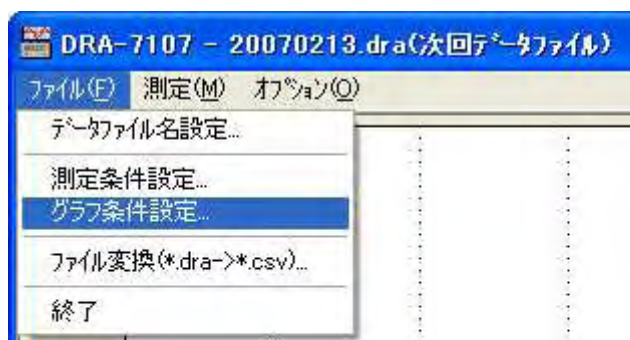 DRA-7107 - 20070213.dra(次回ﾃﾞｰﾀﾌｧｲﾙ)
ﾌｧｲﾙ(F) 測定(M) ｵﾌﾟｼｮﾝ(O)
ﾃﾞｰﾀﾌｧｲﾙ名設定...
測定条件設定...
グラフ条件設定...
ﾌｧｲﾙ変換(*.dra->*.csv)...
終了